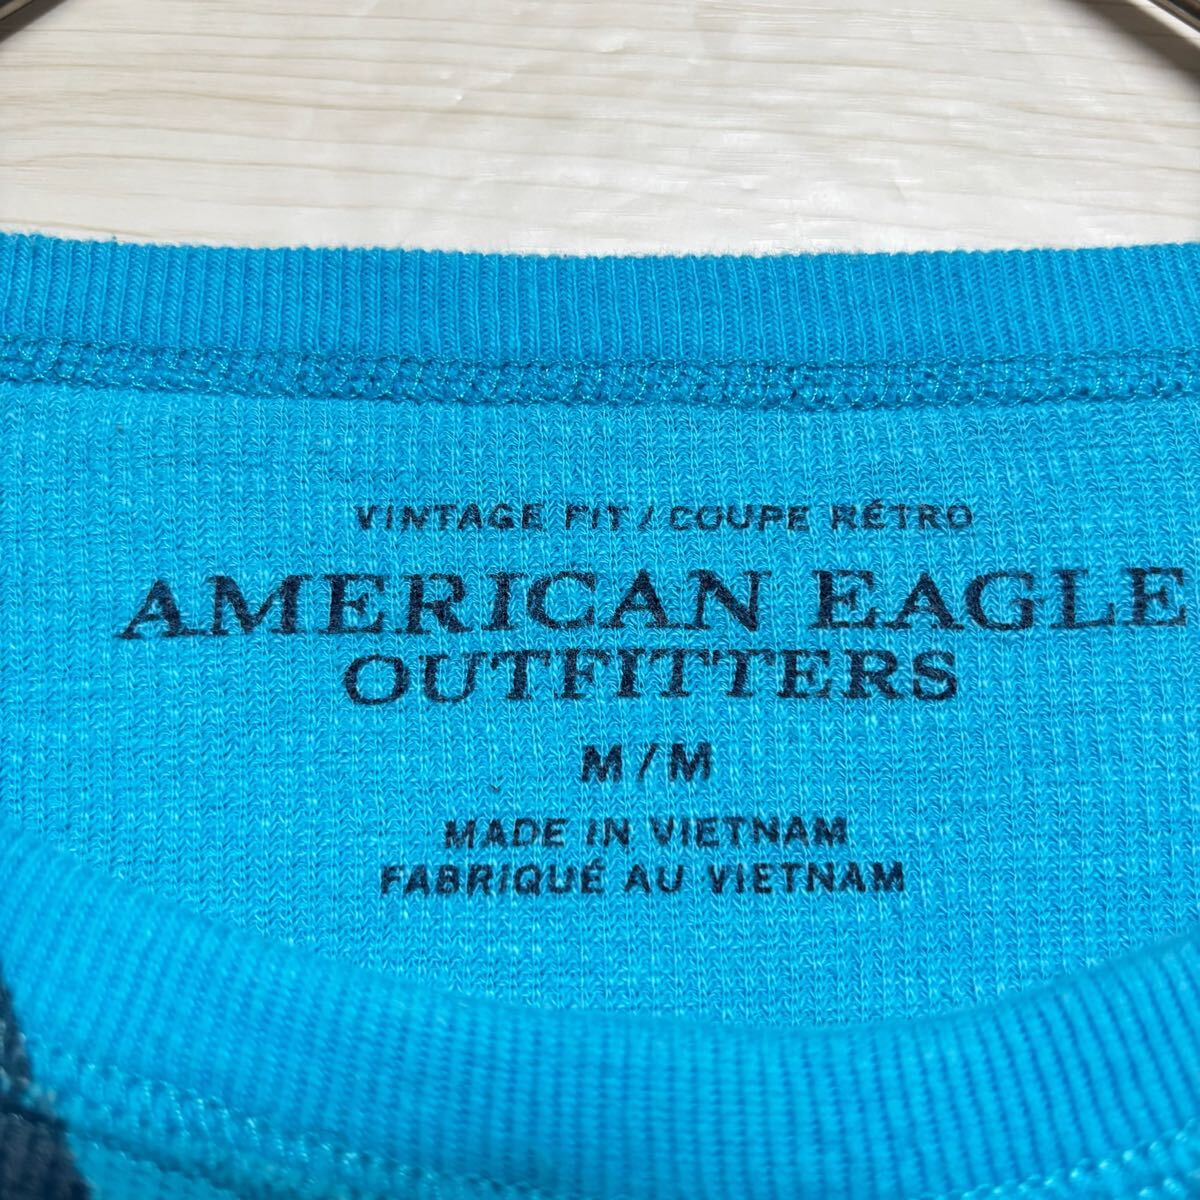 VINTAGE FIT / COUPE RÉTRO
AMERICAN EAGLE
OUTFITTERS
M / M
MADE IN VIETNAM
FABRIQUÉ AU VIETNAM